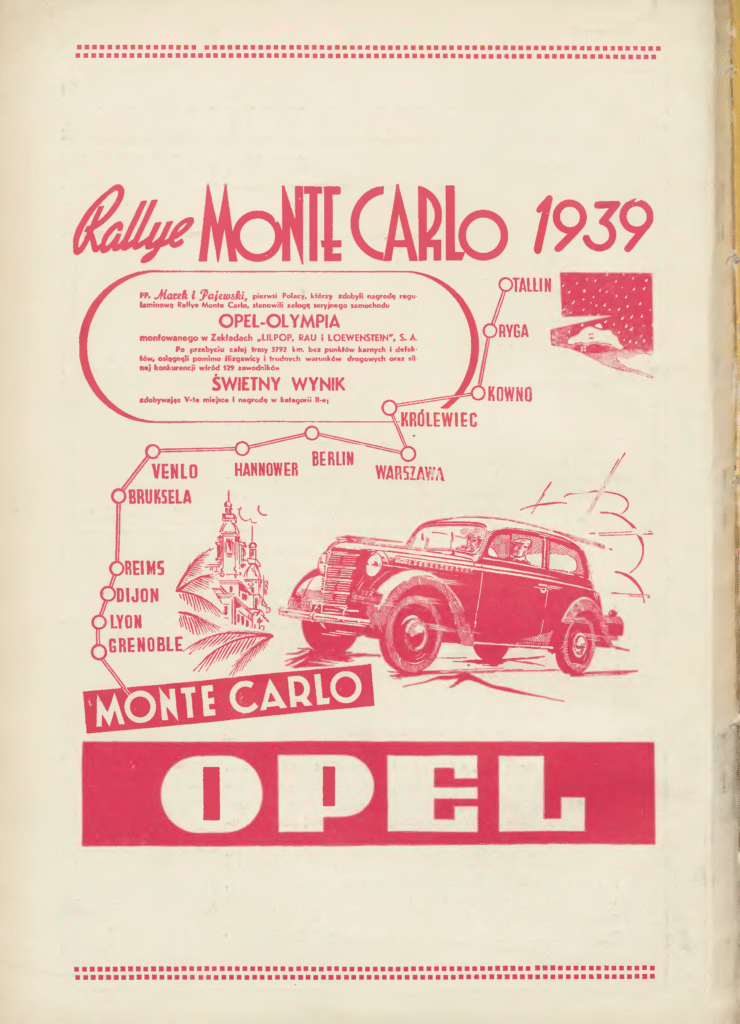 Rallye MONTE CARLO 1939
PP. Marek i Pajewski, pierwsi Polacy, którzy zdobyli nagrodę regu-
laminową Rallye Monte Carlo, stanowili załogę seryjnego samochodu
OPEL-OLYMPIA
montowanego w Zakładach „LILPOP, RAU i LOEWENSTEIN", S. A.
Po przebyciu całej trasy 3792 km. bez punktów karnych i defek-
tów, osiągnęli pomimo ślizgawicy i trudnych warunków drogowych oraz sil-
nej konkurencji wśród 129 zawodników
ŚWIETNY WYNIK
zdobywając V-te miejsce i nagrodę w kategorii II-ej
TALLIN
RYGA
KOWNO
KRÓLEWIEC
WARSZAWA
BERLIN
HANNOWER
VENLO
BRUKSELA
REIMS
DIJON
LYON
GRENOBLE
MONTE CARLO
OPEL